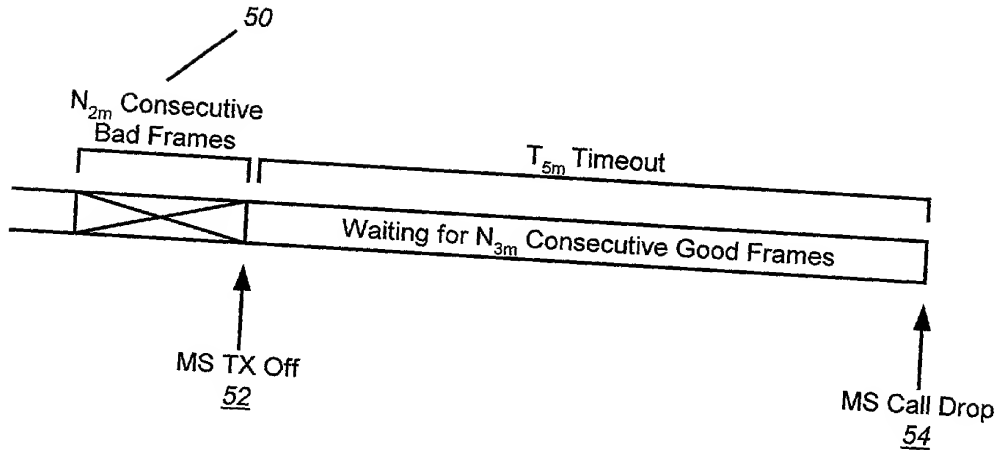 50
N2m Consecutive
Bad Frames
T5m Timeout
Waiting for N3m Consecutive Good Frames
MS TX Off
52
MS Call Drop
54